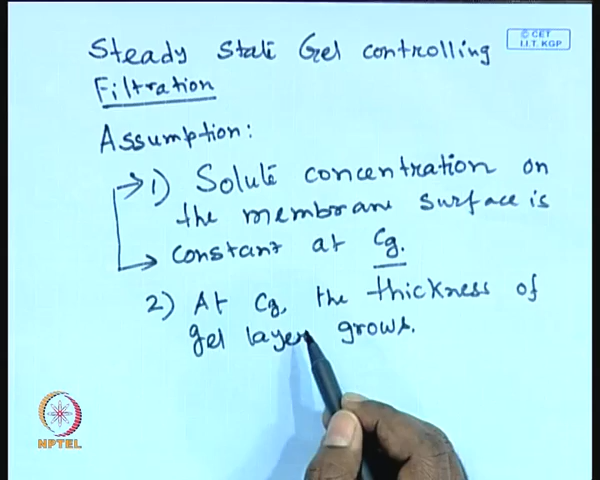 Steady State Gel controlling
Filtration
© CET
I.I.T. KGP
Assumption:
1) Solute concentration on
the membrane surface is
constant at Cg.
2) At Cg, the thickness of
gel layer grows.
NPTEL